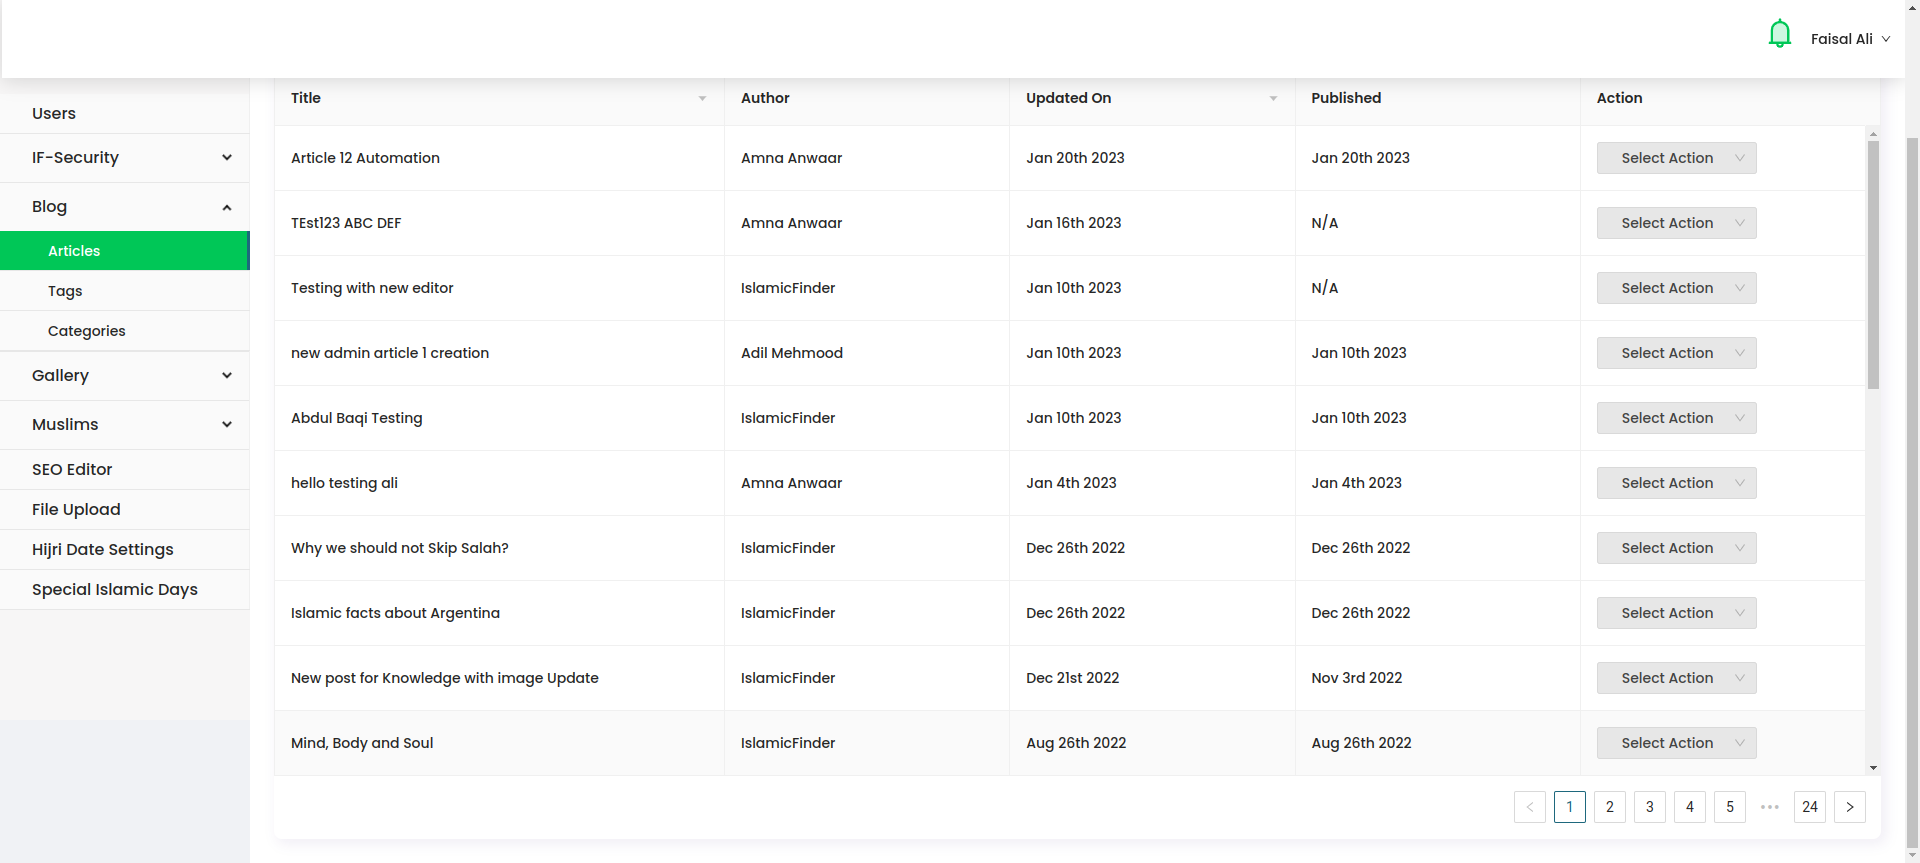 Faisal Ali
Title Author Updated On Published Action
Users
IF-Security
Blog
Articles
Tags
Categories
Gallery
Muslims
SEO Editor
File Upload
Hijri Date Settings
Special Islamic Days
Article 12 Automation Amna Anwaar Jan 20th 2023 Jan 20th 2023 Select Action
TEst123 ABC DEF Amna Anwaar Jan 16th 2023 N/A Select Action
Testing with new editor IslamicFinder Jan 10th 2023 N/A Select Action
new admin article 1 creation Adil Mehmood Jan 10th 2023 Jan 10th 2023 Select Action
Abdul Baqi Testing IslamicFinder Jan 10th 2023 Jan 10th 2023 Select Action
hello testing ali Amna Anwaar Jan 4th 2023 Jan 4th 2023 Select Action
Why we should not Skip Salah? IslamicFinder Dec 26th 2022 Dec 26th 2022 Select Action
Islamic facts about Argentina IslamicFinder Dec 26th 2022 Dec 26th 2022 Select Action
New post for Knowledge with image Update IslamicFinder Dec 21st 2022 Nov 3rd 2022 Select Action
Mind, Body and Soul IslamicFinder Aug 26th 2022 Aug 26th 2022 Select Action
< 1 2 3 4 5 ••• 24 >